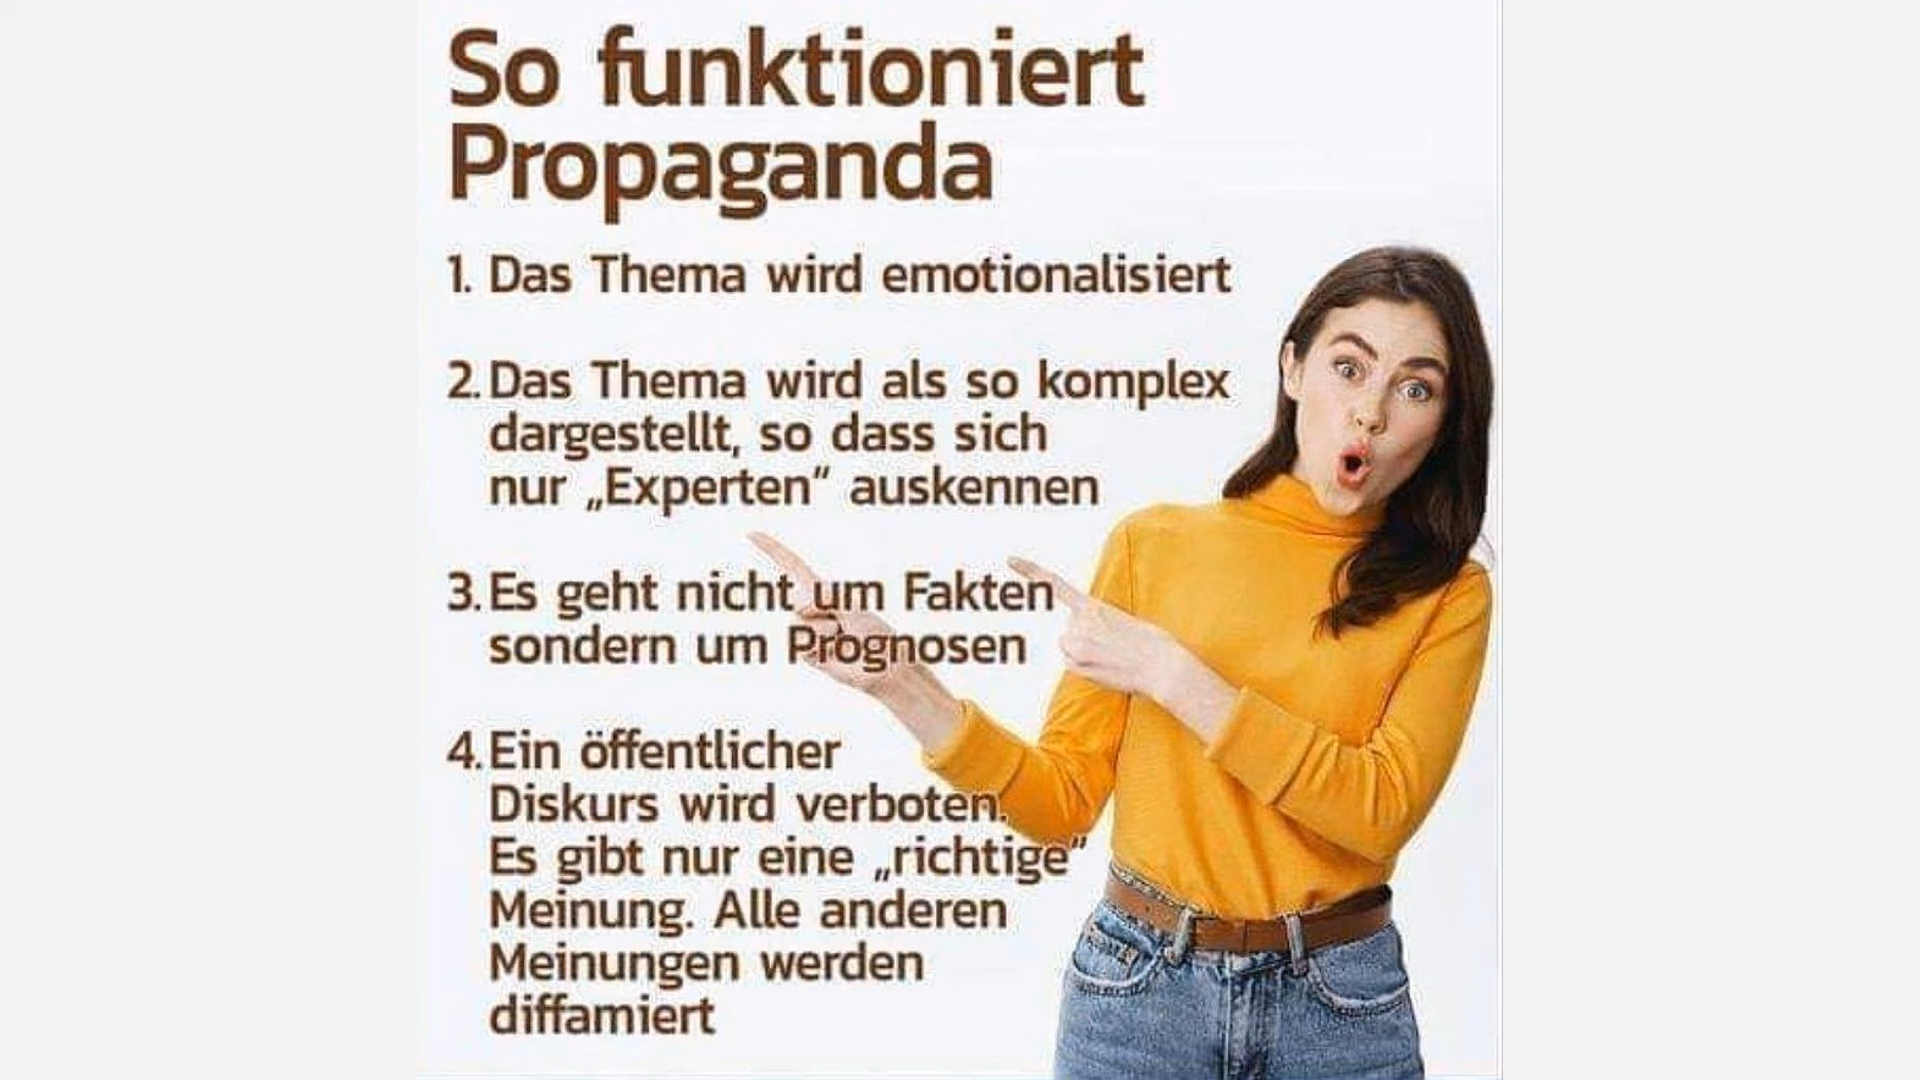 So funktioniert
Propaganda
1. Das Thema wird emotionalisiert
2. Das Thema wird als so komplex
dargestellt, so dass sich
nur „Experten“ auskennen
3. Es geht nicht um Fakten
sondern um Prognosen
4. Ein öffentlicher
Diskurs wird verboten.
Es gibt nur eine „richtige“
Meinung. Alle anderen
Meinungen werden
diffamiert